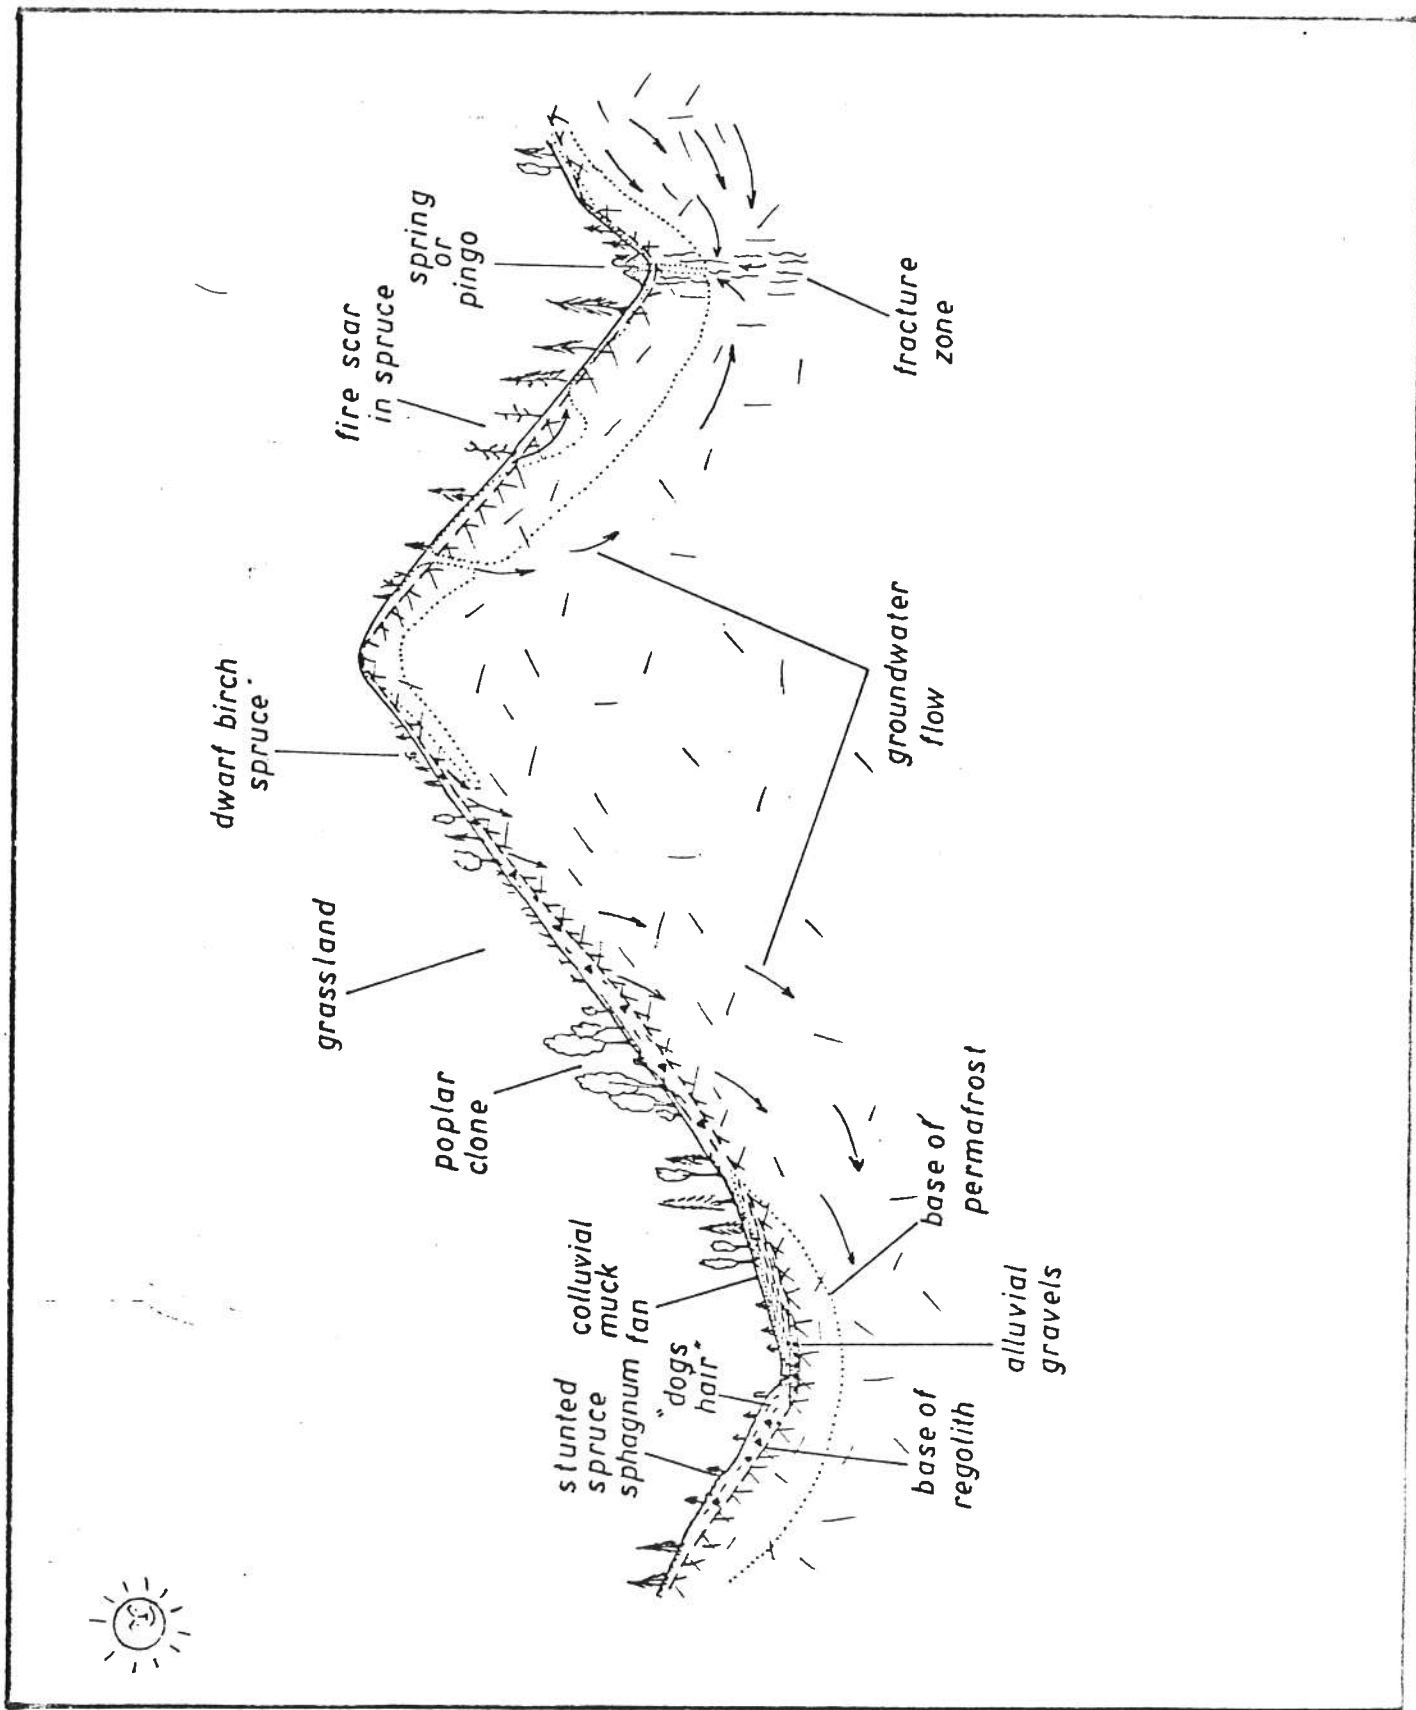 stunted
spruce
sphagnum
"dogs
hair"
colluvial
muck
fan
poplar
clone
grassland
dwarf birch
spruce
fire scar
in spruce
spring
or
pingo
base of
regolith
alluvial
gravels
base of
permafrost
groundwater
flow
fracture
zone